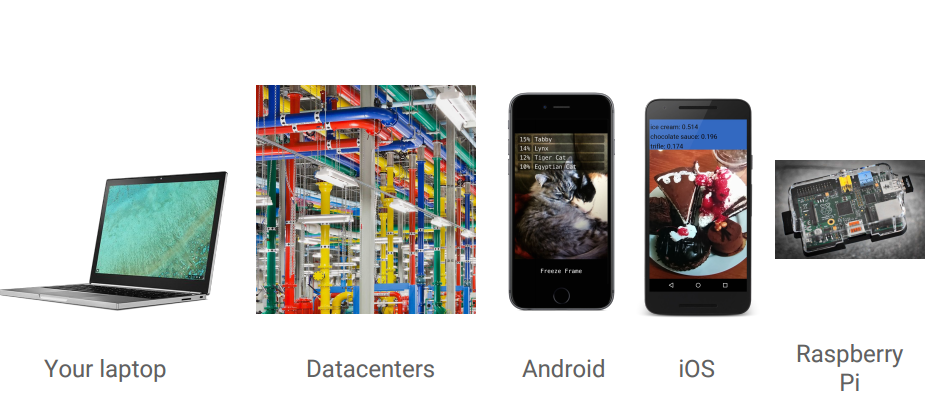 15% Tabby
14% Lynx
12% Tiger Cat
10% Egyptian Cat
Freeze Frame
ice cream: 0.514
chocolate sauce: 0.196
trifle: 0.174
Your laptop
Datacenters
Android
iOS
Raspberry
Pi